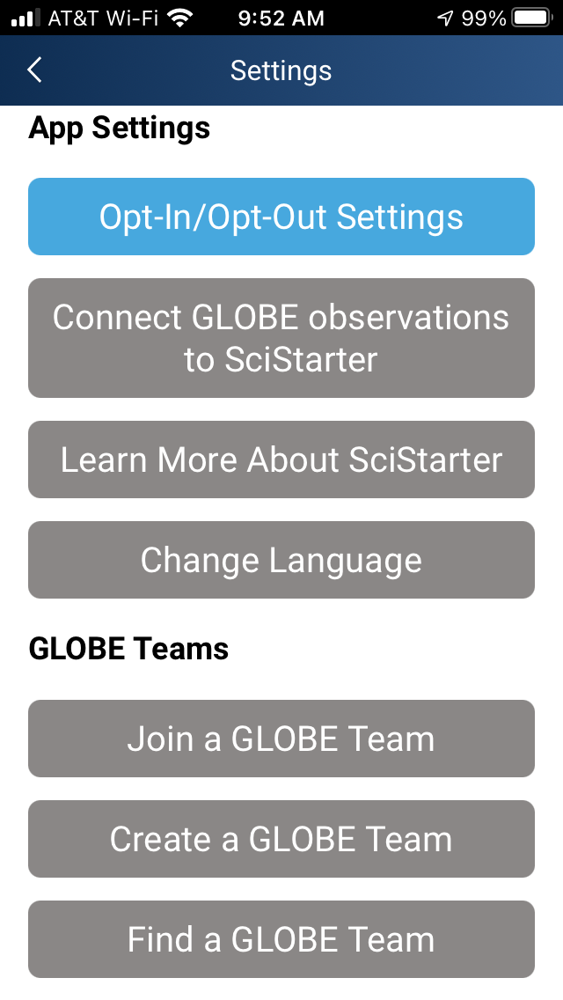 AT&T Wi-Fi 9:52 AM 99%
Settings
App Settings
Opt-In/Opt-Out Settings
Connect GLOBE observations
to SciStarter
Learn More About SciStarter
Change Language
GLOBE Teams
Join a GLOBE Team
Create a GLOBE Team
Find a GLOBE Team